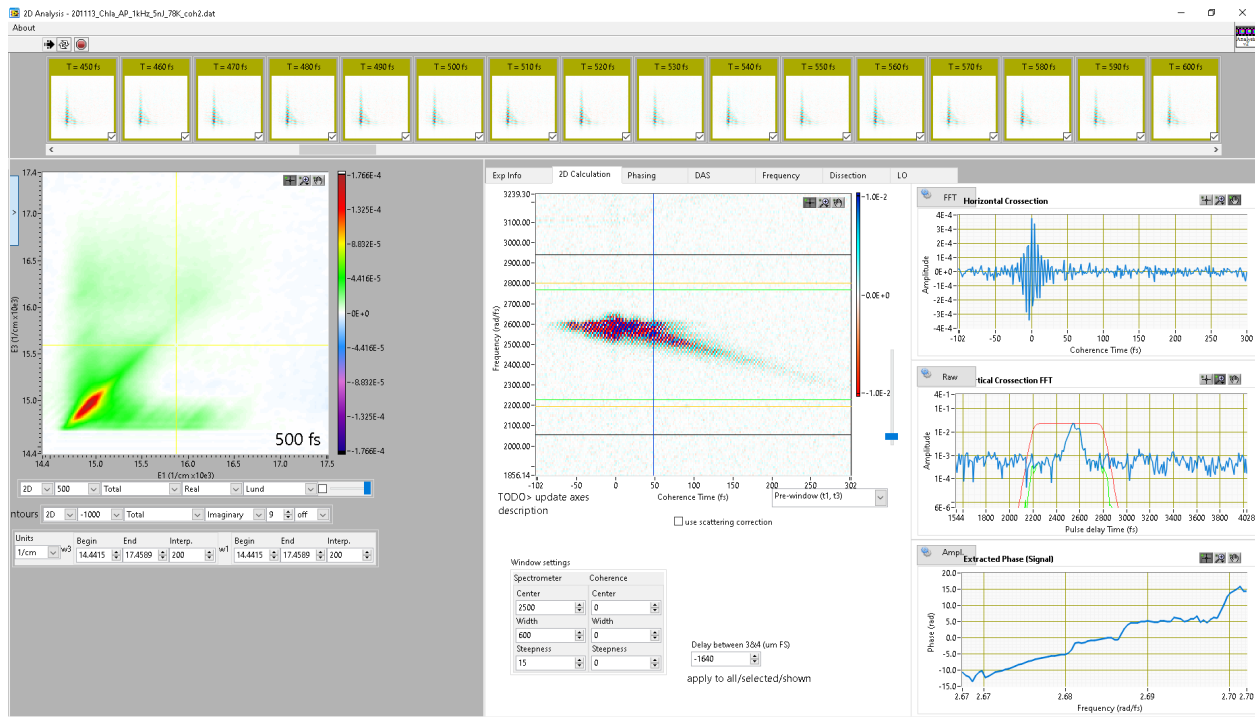 2D Analysis - 201113_Chla_AP_1kHz_5nJ_78K_coh2.dat
About
T = 450 fs T = 460 fs T = 470 fs T = 480 fs T = 490 fs T = 500 fs T = 510 fs T = 520 fs T = 530 fs T = 540 fs T = 550 fs T = 560 fs T = 570 fs T = 580 fs T = 590 fs T = 600 fs
17.4
17.0
16.5
16.0
15.5
15.0
14.4
E3 (1/cm x10e3)
14.4 15.0 15.5 16.0 16.5 17.0 17.5
E1 (1/cm x10e3)
500 fs
-1.766E-4
-1.325E-4
-8.832E-5
-4.416E-5
-0E+0
--4.416E-5
--8.832E-5
--1.325E-4
--1.766E-4
2D 500 Total Real Lund
ntours 2D -1000 Total Imaginary 9 off
Units Begin End Interp. Begin End Interp.
1/cm w3 14.4415 17.4589 200 w1 14.4415 17.4589 200
Exp Info 2D Calculation Phasing DAS Frequency Dissection LO
3239.30
3100.00
3000.00
2900.00
2800.00
2700.00
2600.00
2500.00
2400.00
2300.00
2200.00
2100.00
2000.00
1856.14
Frequency (rad/fs)
-102 -50 0 50 100 150 200 250 302
Coherence Time (fs)
-1.0E-2
-0.0E+0
--1.0E-2
TODO> update axes
description
Pre-window (t1, t3)
use scattering correction
Window settings
Spectrometer Coherence
Center Center
2500 0
Width Width
600 0
Steepness Steepness
15 0
Delay between 3&4 (um FS)
-1640
apply to all/selected/shown
FFT Horizontal Crossection
4E-4
3E-4
2E-4
1E-4
0E+0
-1E-4
-2E-4
-3E-4
-4E-4
Amplitude
-102 -50 0 50 100 150 200 250 300
Coherence Time (fs)
Raw rtical Crossection FFT
4E-1
1E-1
1E-2
1E-3
1E-4
6E-6
Amplitude
1544 1800 2000 2200 2400 2600 2800 3000 3200 3400 3600 3800 4028
Pulse delay Time (fs)
Ampl. Extracted Phase (Signal)
20.0
15.0
10.0
5.0
0.0
-5.0
-10.0
-15.0
Phase (rad)
2.67 2.67 2.68 2.69 2.70 2.70
Frequency (rad/fs)